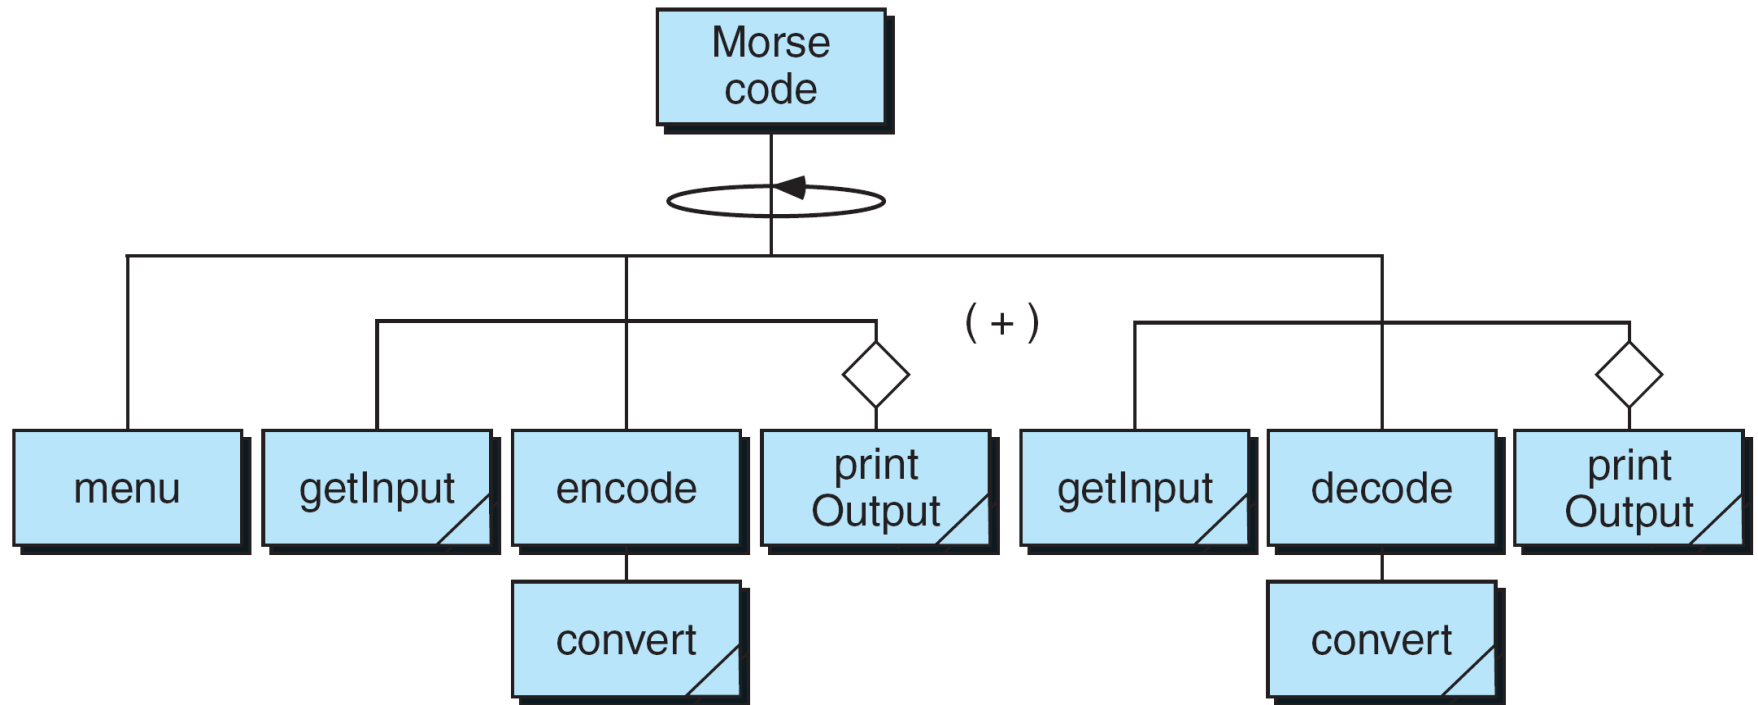 Morse
code
( + )
menu
getInput
encode
print
Output
getInput
decode
print
Output
convert
convert